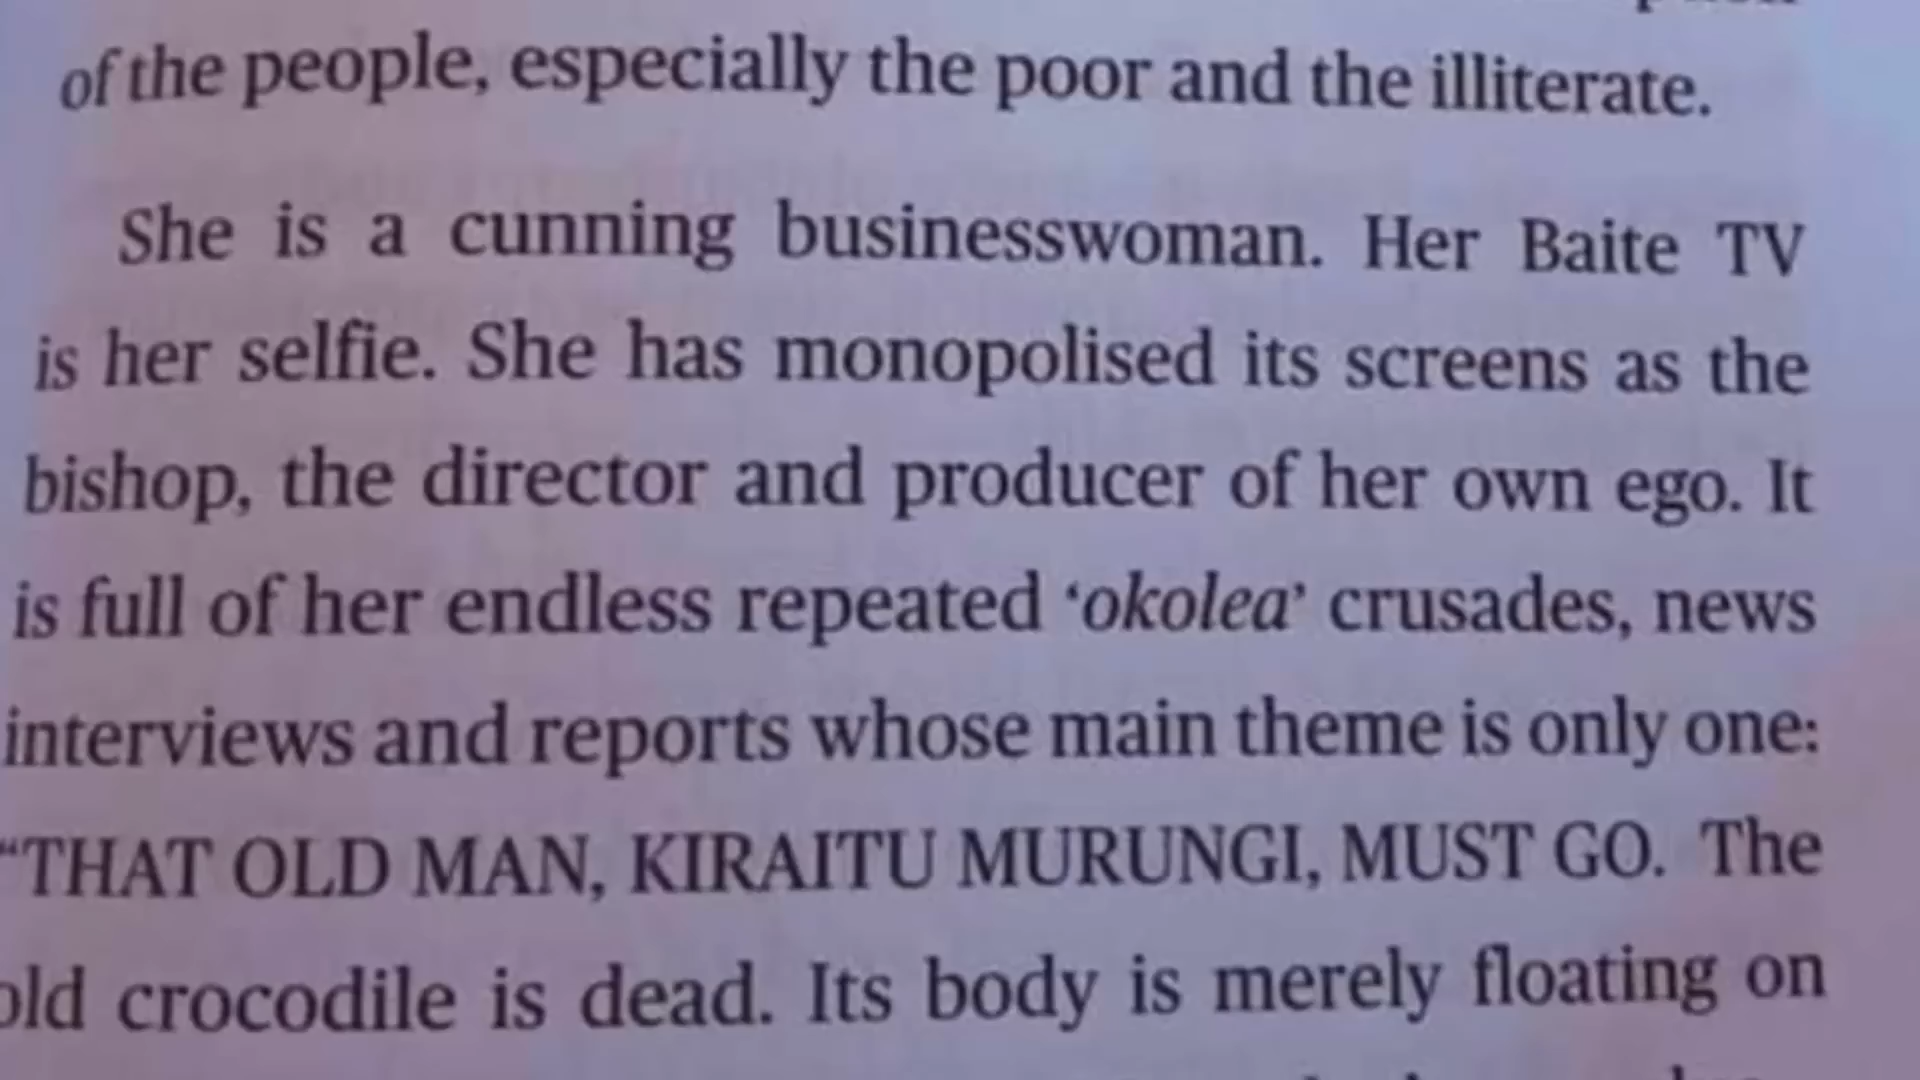 of the people, especially the poor and the illiterate.
She is a cunning businesswoman. Her Baite TV
is her selfie. She has monopolised its screens as the
bishop, the director and producer of her own ego. It
is full of her endless repeated ‘okolea’ crusades, news
interviews and reports whose main theme is only one:
“THAT OLD MAN, KIRAITU MURUNGI, MUST GO. The
old crocodile is dead. Its body is merely floating on